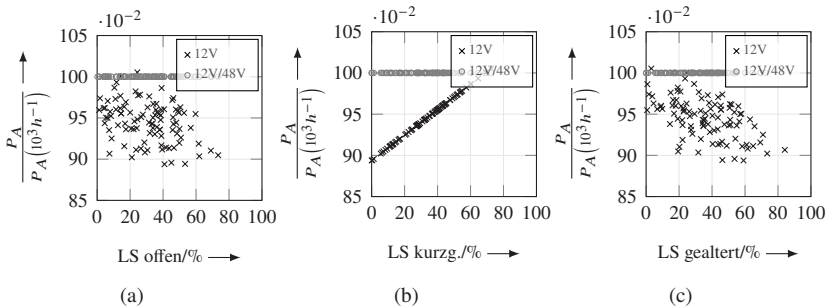 ·10⁻²
105
100
95
90
85
0 20 40 60 80 100
12V
12V/48V
P_A
P_A(10³h⁻¹)
LS offen/%
(a)
·10⁻²
105
100
95
90
85
0 20 40 60 80 100
12V
12V/48V
P_A
P_A(10³h⁻¹)
LS kurzg./%
(b)
·10⁻²
105
100
95
90
85
0 20 40 60 80 100
12V
12V/48V
P_A
P_A(10³h⁻¹)
LS gealtert/%
(c)